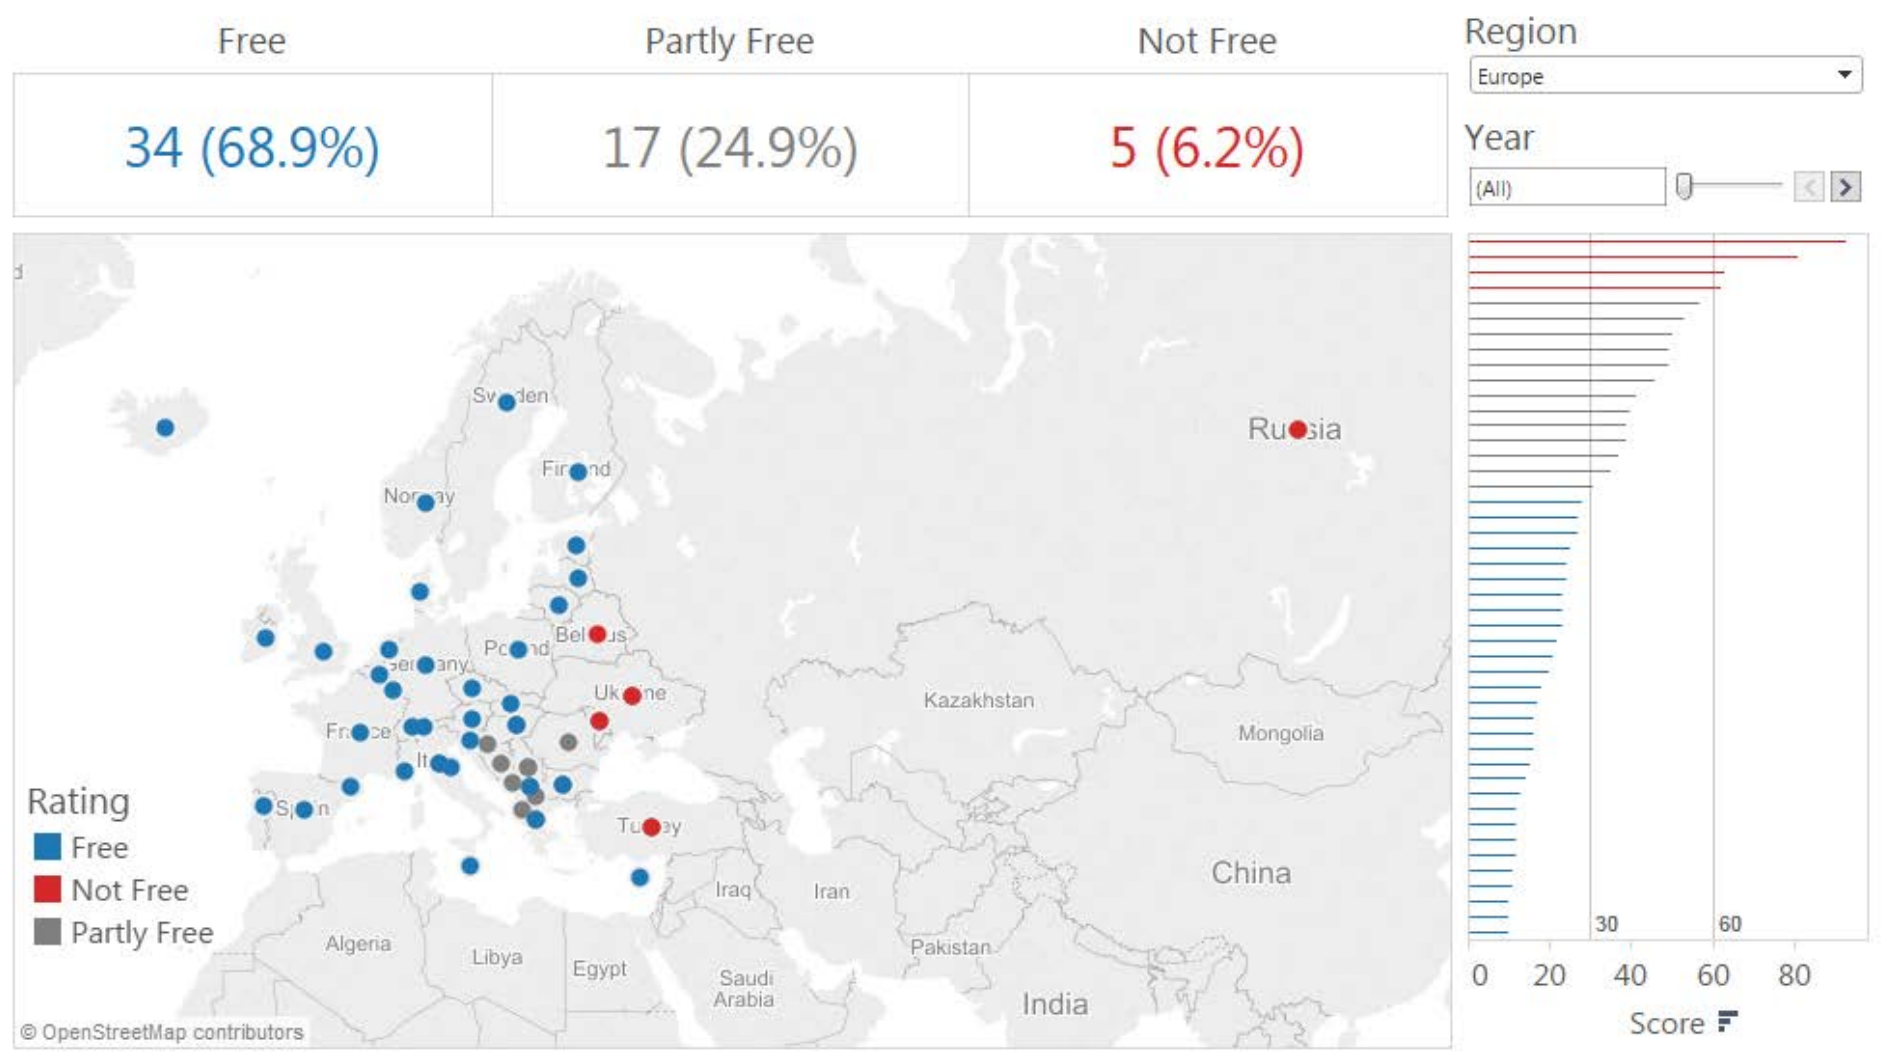 Free
Partly Free
Not Free
34 (68.9%)
17 (24.9%)
5 (6.2%)
Region
Europe
Year
(All)
d
Sweden
Finland
Norway
Russia
Poland
Belarus
Germany
Ukraine
France
Kazakhstan
Mongolia
It
Spain
Turkey
China
Iraq
Iran
Algeria
Libya
Egypt
Pakistan
Saudi
Arabia
India
Rating
Free
Not Free
Partly Free
© OpenStreetMap contributors
30
60
0
20
40
60
80
Score